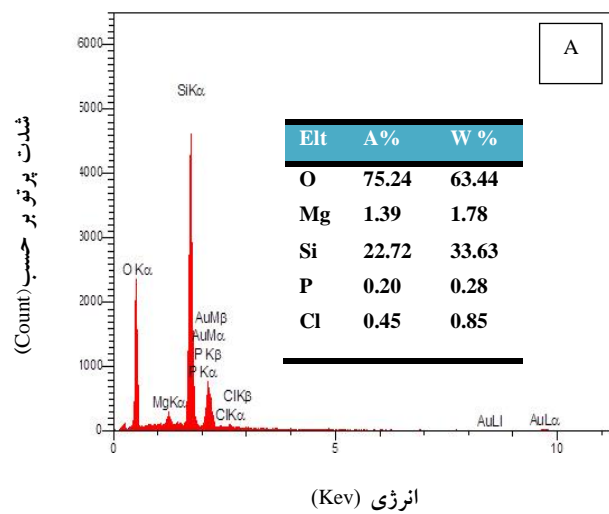 A
شدت پرتو بر حسب (Count)
6500
5000
4000
3000
2000
1000
0
SiKα
O Kα
MgKα
AuMβ
AuMα
P Kβ
P Kα
ClKβ
ClKα
AuLl
AuLα
Elt A% W %
O 75.24 63.44
Mg 1.39 1.78
Si 22.72 33.63
P 0.20 0.28
Cl 0.45 0.85
0 5 10
انرژی (Kev)